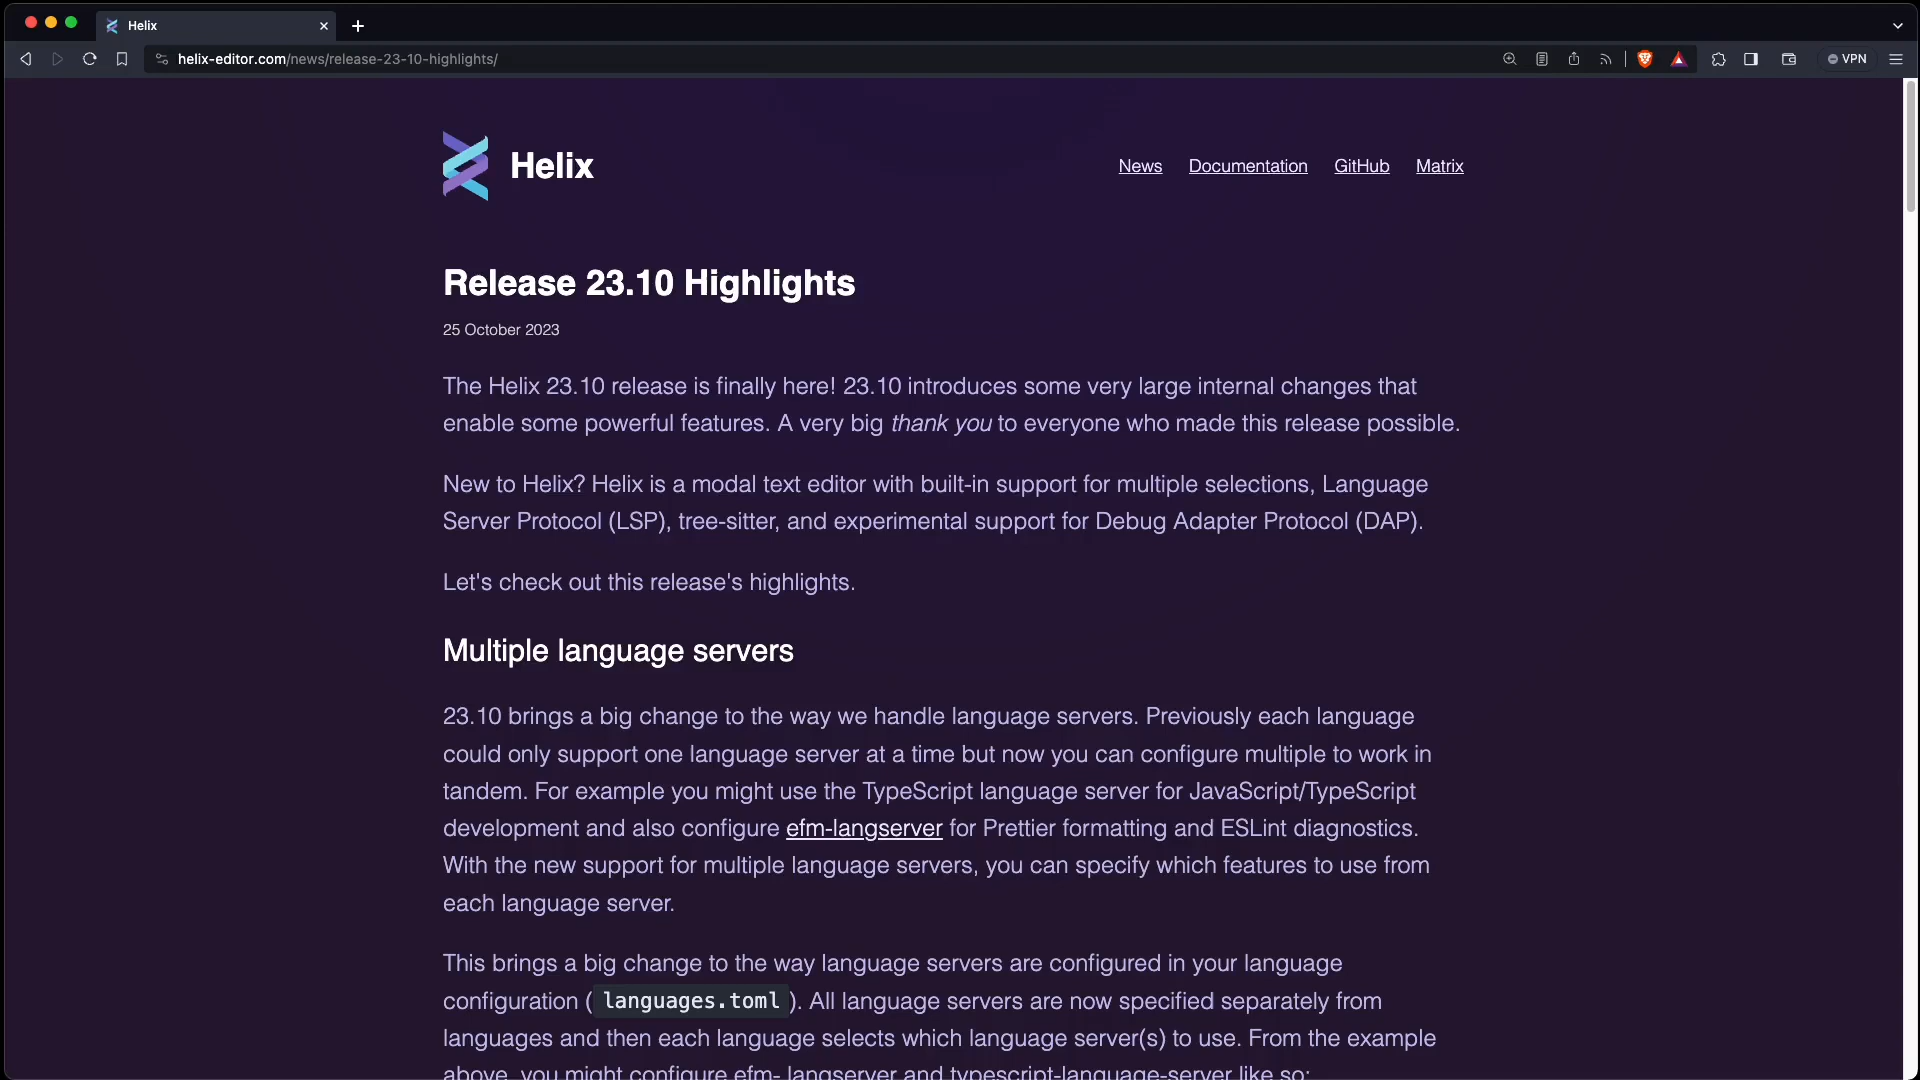 Helix
helix-editor.com/news/release-23-10-highlights/
VPN
Helix
News Documentation GitHub Matrix
Release 23.10 Highlights
25 October 2023
The Helix 23.10 release is finally here! 23.10 introduces some very large internal changes that
enable some powerful features. A very big thank you to everyone who made this release possible.
New to Helix? Helix is a modal text editor with built-in support for multiple selections, Language
Server Protocol (LSP), tree-sitter, and experimental support for Debug Adapter Protocol (DAP).
Let's check out this release's highlights.
Multiple language servers
23.10 brings a big change to the way we handle language servers. Previously each language
could only support one language server at a time but now you can configure multiple to work in
tandem. For example you might use the TypeScript language server for JavaScript/TypeScript
development and also configure efm-langserver for Prettier formatting and ESLint diagnostics.
With the new support for multiple language servers, you can specify which features to use from
each language server.
This brings a big change to the way language servers are configured in your language
configuration (languages.toml). All language servers are now specified separately from
languages and then each language selects which language server(s) to use. From the example
above, you might configure efm- langserver and typescript-language-server like so: